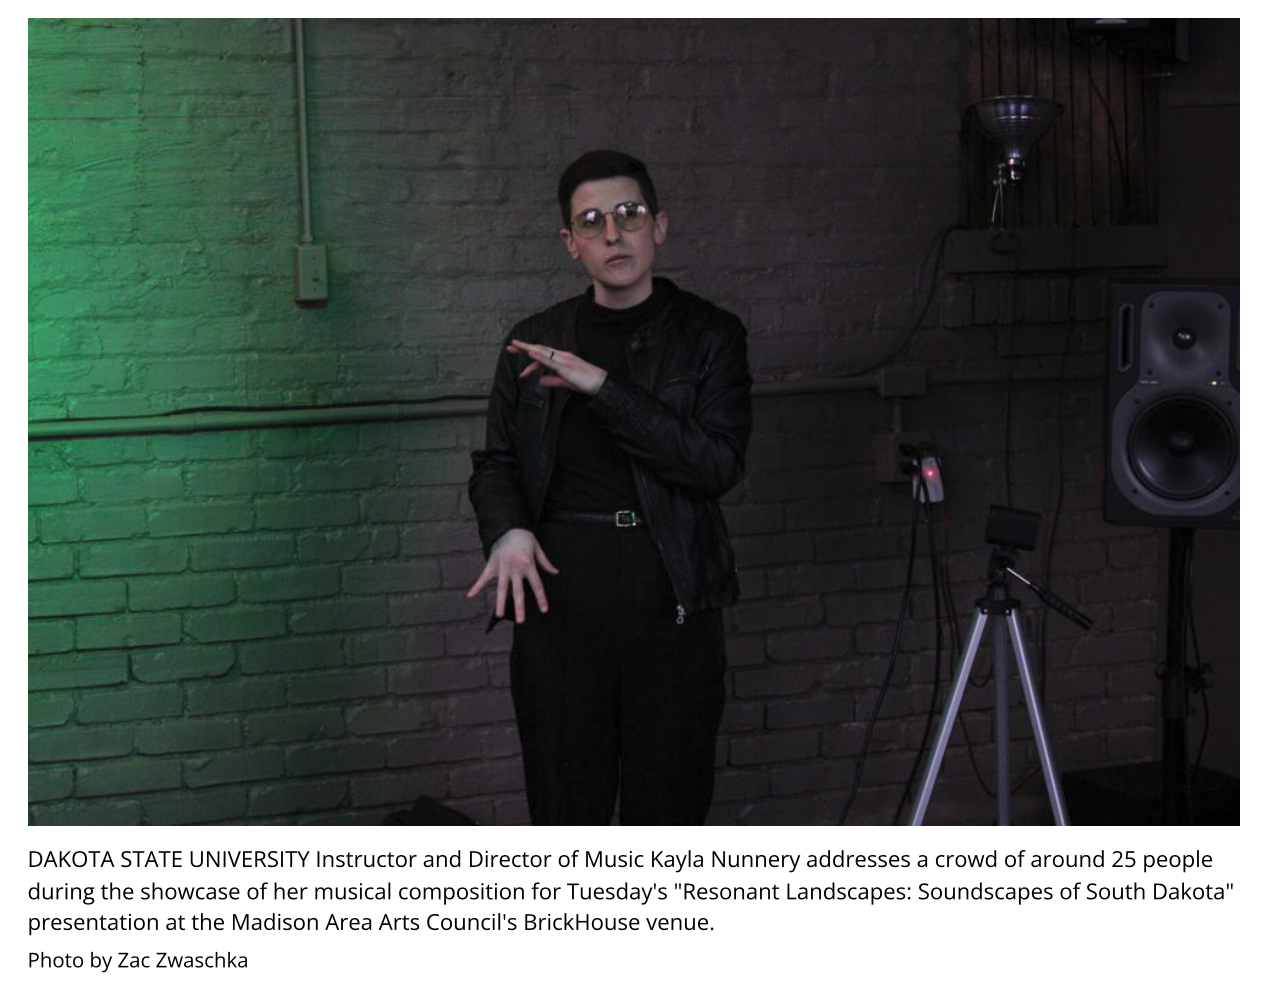 DAKOTA STATE UNIVERSITY Instructor and Director of Music Kayla Nunnery addresses a crowd of around 25 people
during the showcase of her musical composition for Tuesday's "Resonant Landscapes: Soundscapes of South Dakota"
presentation at the Madison Area Arts Council's BrickHouse venue.
Photo by Zac Zwaschka